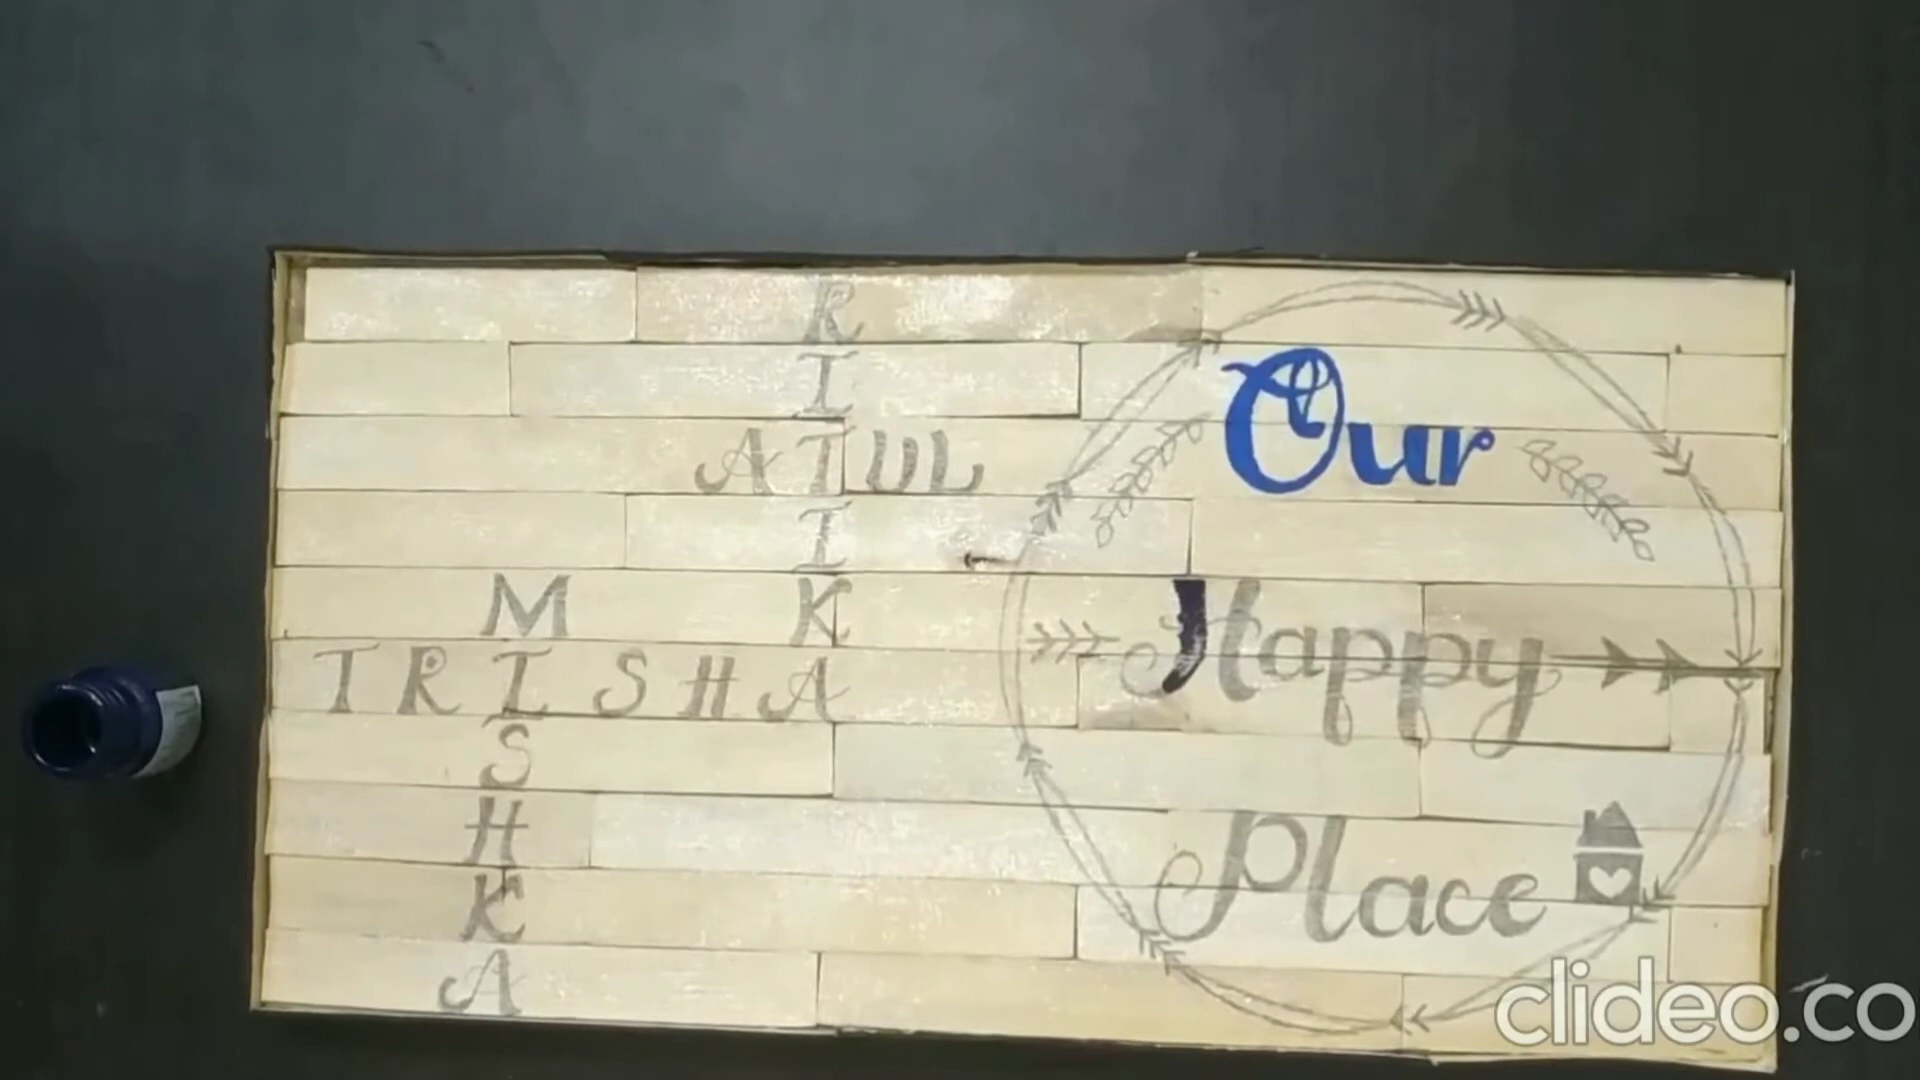 RITIKA
ATUL
MISHKA
TRISHA
Our
Happy
Place
clideo.co